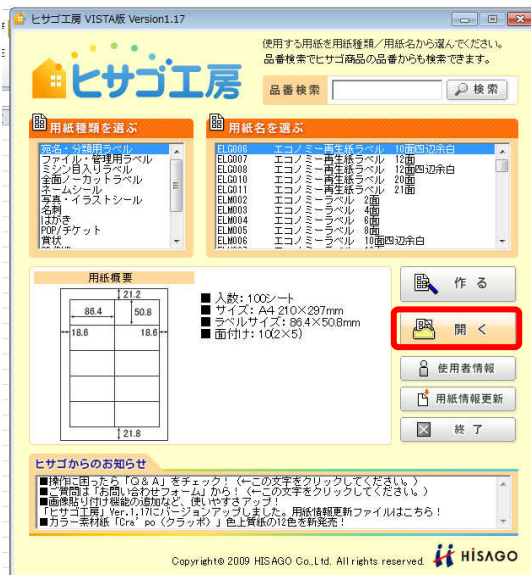 ヒサゴ工房 VISTA版 Version1.17
使用する用紙を用紙種類/用紙名から選んでください。
品番検索でヒサゴ商品の品番からも検索できます。
ヒサゴ工房
品番検索
検索
用紙種類を選ぶ
宛名・分類用ラベル
ファイル・管理用ラベル
ミシン目入りラベル
全面ノーカットラベル
ネームシール
写真・イラストシール
名刺
はがき
POP/チケット
賞状
用紙名を選ぶ
ELG006 エコノミー再生紙ラベル 10面四辺余白
ELG007 エコノミー再生紙ラベル 12面
ELG008 エコノミー再生紙ラベル 12面四辺余白
ELG010 エコノミー再生紙ラベル 20面
ELG011 エコノミー再生紙ラベル 21面
ELM002 エコノミーラベル 2面
ELM003 エコノミーラベル 4面
ELM004 エコノミーラベル 6面
ELM005 エコノミーラベル 8面
ELM006 エコノミーラベル 10面四辺余白
用紙概要
21.2
86.4
50.8
18.6
18.6
21.8
■ 入数:100シート
■ サイズ:A4 210×297mm
■ ラベルサイズ:86.4×50.8mm
■ 面付け:10(2×5)
作る
開く
使用者情報
用紙情報更新
終了
ヒサゴからのお知らせ
■操作に困ったら「Q&A」をチェック!(←この文字をクリックしてください。)
■ご質問は「お問い合わせフォーム」から!(←この文字をクリックしてください。)
■画像貼り付け機能の追加など、使いやすさアップ!
「ヒサゴ工房」Ver.1.17にバージョンアップしました。用紙情報更新ファイルはこちら!
■カラー素材紙「Cra'po(クラッポ)」色上質紙の12色を新発売!
Copyright© 2009 HISAGO Co.,Ltd. All rights reserved.
HISAGO